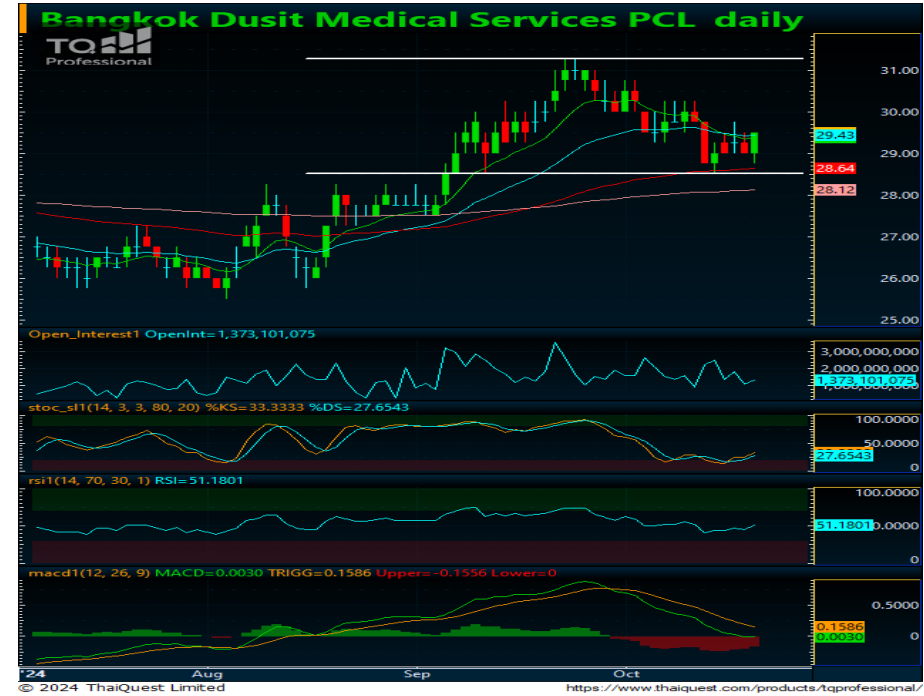 Bangkok Dusit Medical Services PCL daily
TQ
Professional
31.00
30.00
29.43
29.00
28.64
28.12
28.00
27.00
26.00
25.00
Open_Interest1 OpenInt=1,373,101,075
3,000,000,000
2,000,000,000
1,373,101,075
stoc_sl1(14, 3, 3, 80, 20) %KS=33.3333 %DS=27.6543
100.0000
50.0000
27.6543
0
rsi1(14, 70, 30, 1) RSI=51.1801
100.0000
51.1801
0
macd1(12, 26, 9) MACD=0.0030 TRIGG=0.1586 Upper=-0.1556 Lower=0
0.5000
0.1586
0.0030
0
'24 Aug Sep Oct
© 2024 ThaiQuest Limited https://www.thaiquest.com/products/tqprofessional/